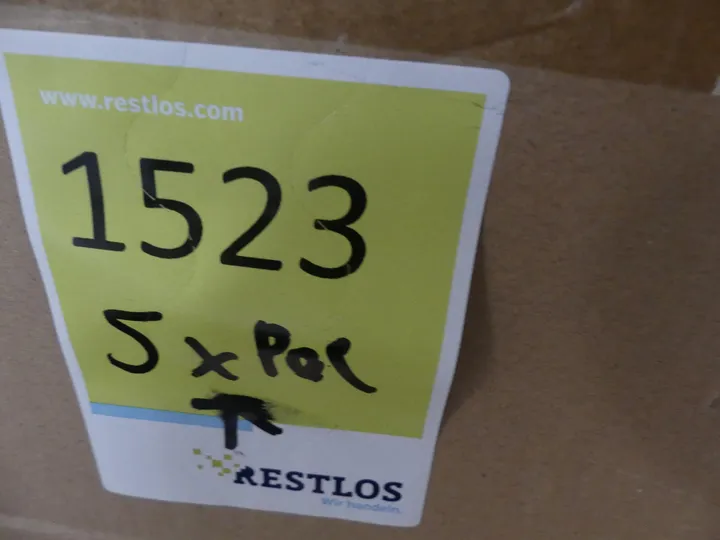 www.restlos.com
1523
5 x Pal
RESTLOS
Wir handeln.